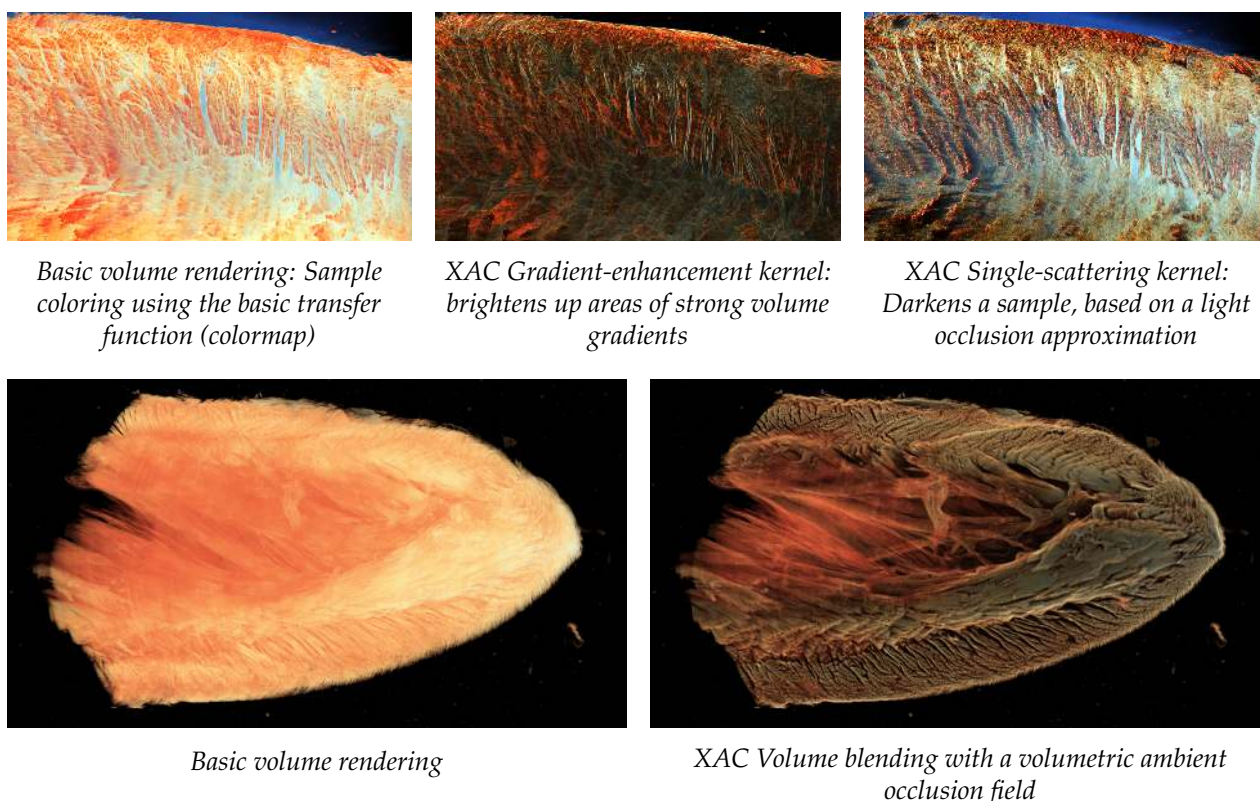 Basic volume rendering: Sample
coloring using the basic transfer
function (colormap)
XAC Gradient-enhancement kernel:
brightens up areas of strong volume
gradients
XAC Single-scattering kernel:
Darkens a sample, based on a light
occlusion approximation
Basic volume rendering
XAC Volume blending with a volumetric ambient
occlusion field